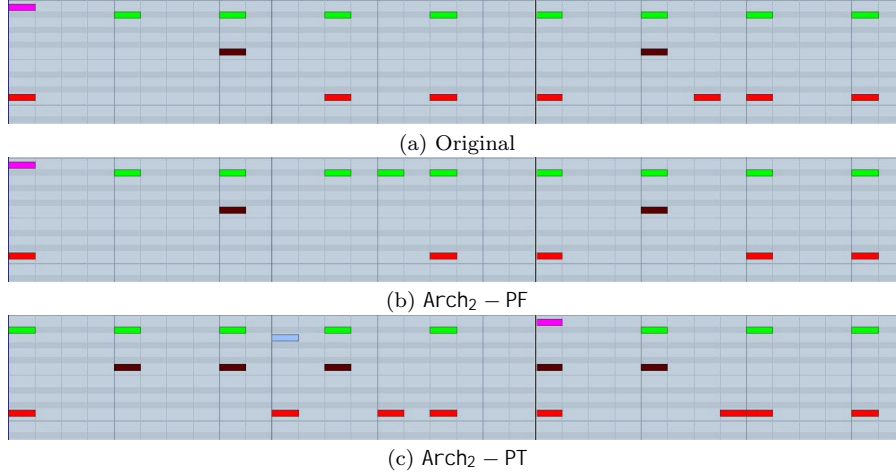 (a) Original
(b) Arch₂ – PF
(c) Arch₂ – PT